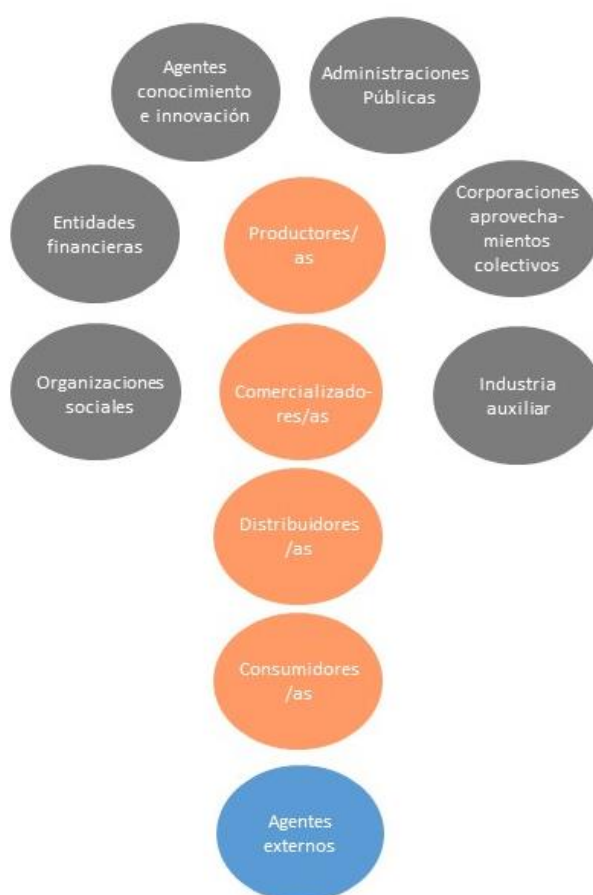 Agentes
conocimiento
e innovación
Administraciones
Públicas
Entidades
financieras
Productores/
as
Corporaciones
aprovecha-
mientos
colectivos
Organizaciones
sociales
Comercializado-
res/as
Industria
auxiliar
Distribuidores
/as
Consumidores
/as
Agentes
externos